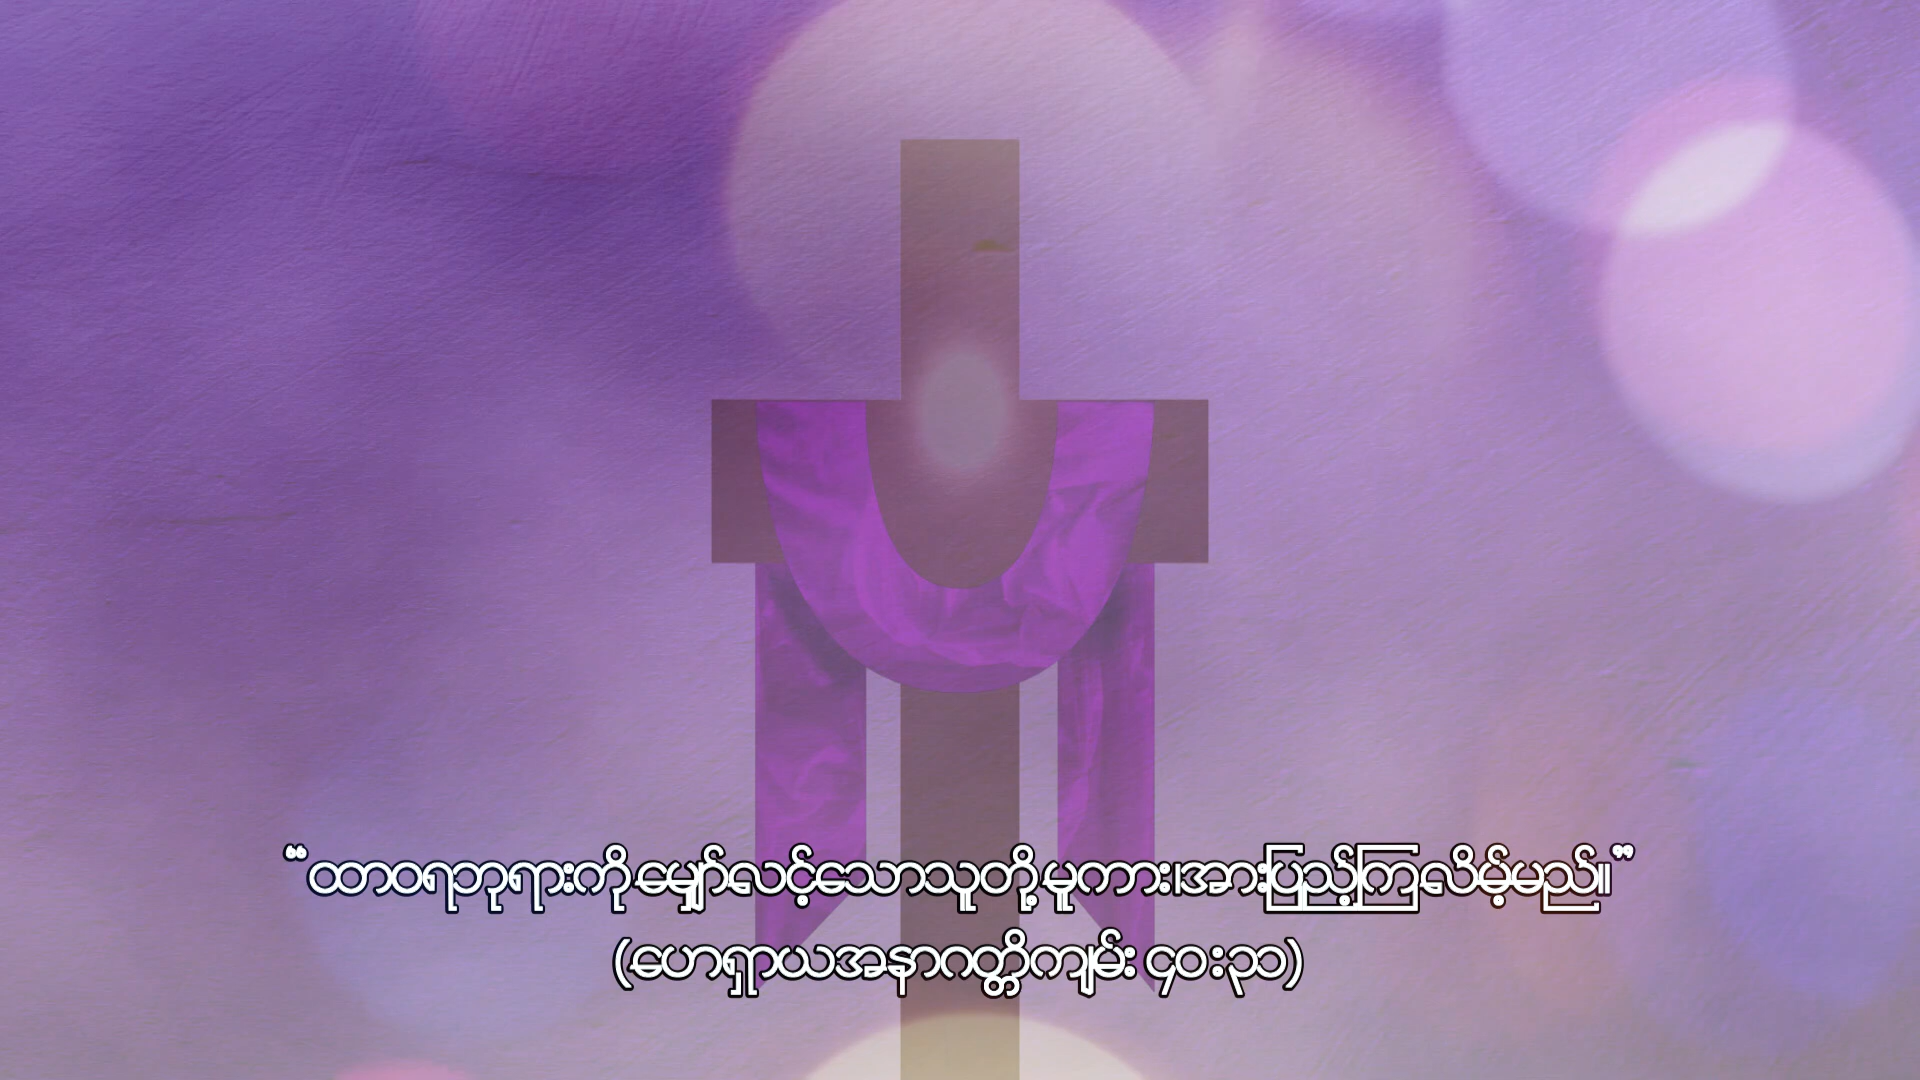 “ထာဝရဘုရားကိုမျှော်လင့်သောသူတို့မူကား၊အားပြည့်ကြလိမ့်မည်။”
(ဟေရှာယအနာဂတ္တိကျမ်း ၄၀း၃၁)